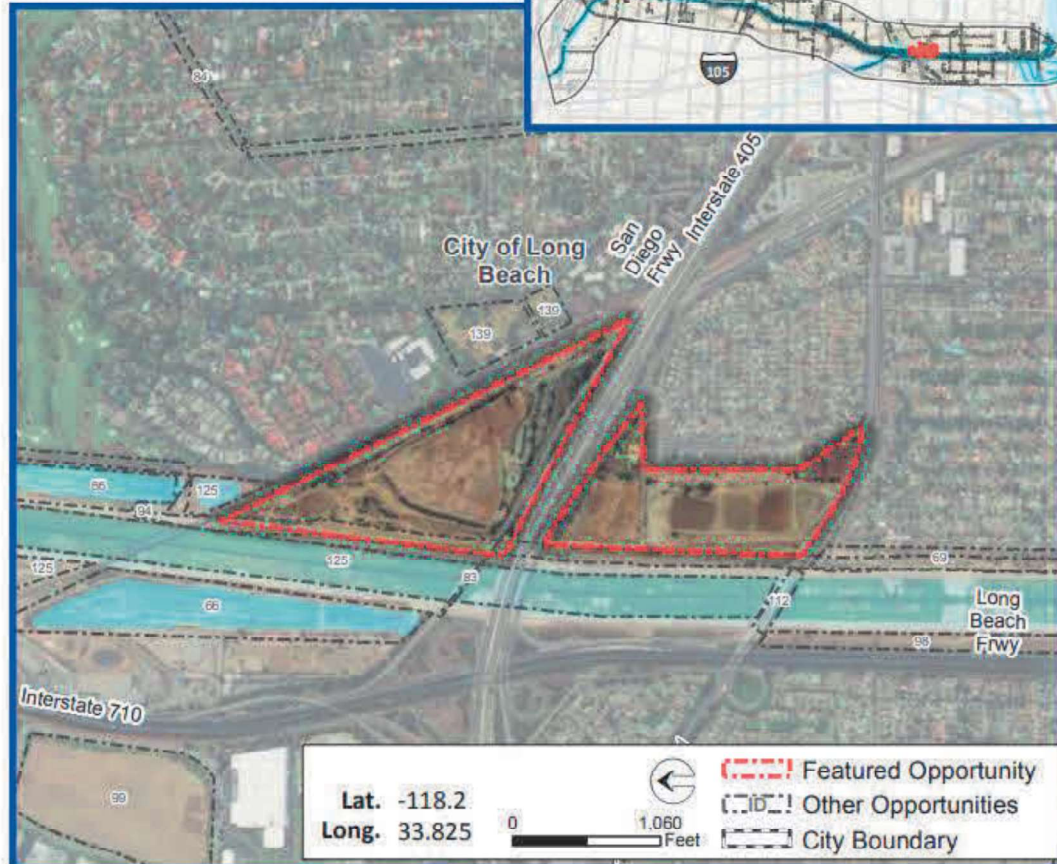 105
84
San
Diego
Frwy Interstate 405
City of Long
Beach
139
139
66
125
94
125
125
83
69
66
112
Long
Beach
Frwy
98
Interstate 710
99
Lat. -118.2
Long. 33.825
0 1,060
Feet
Featured Opportunity
ID Other Opportunities
City Boundary